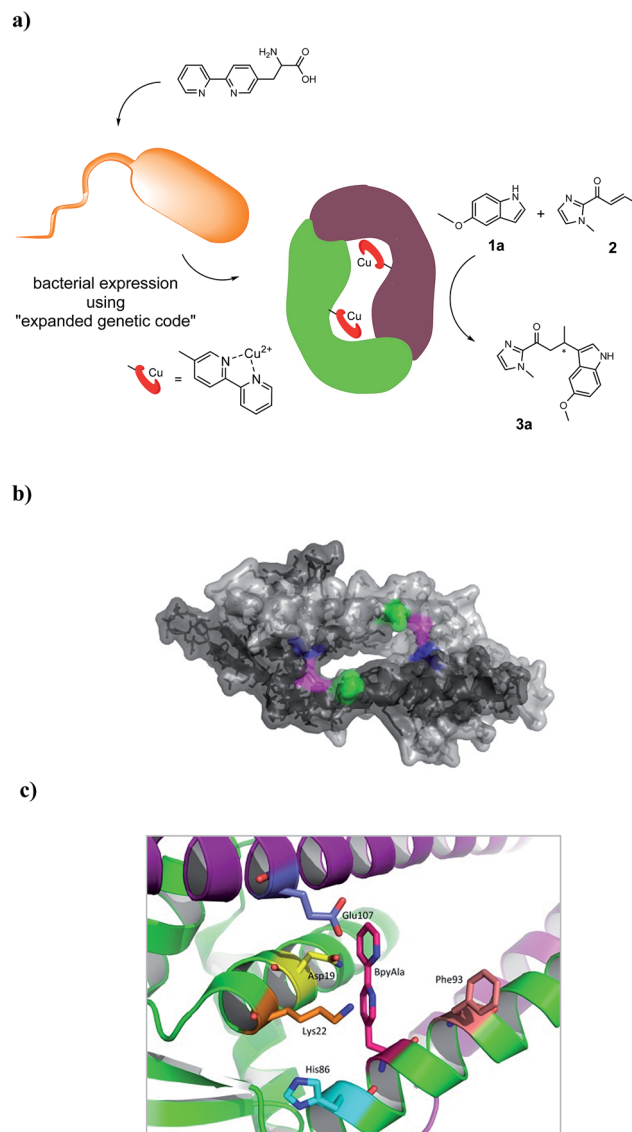 a)
H₂N
O
OH
N
N
bacterial expression
using
"expanded genetic code"
Cu
=
N
Cu²⁺
N
Cu
Cu
H
N
O
1a
+
O
N
N
2
O
N
N
*
NH
O
3a
b)
c)
Glu107
BpyAla
Asp19
Phe93
Lys22
His86